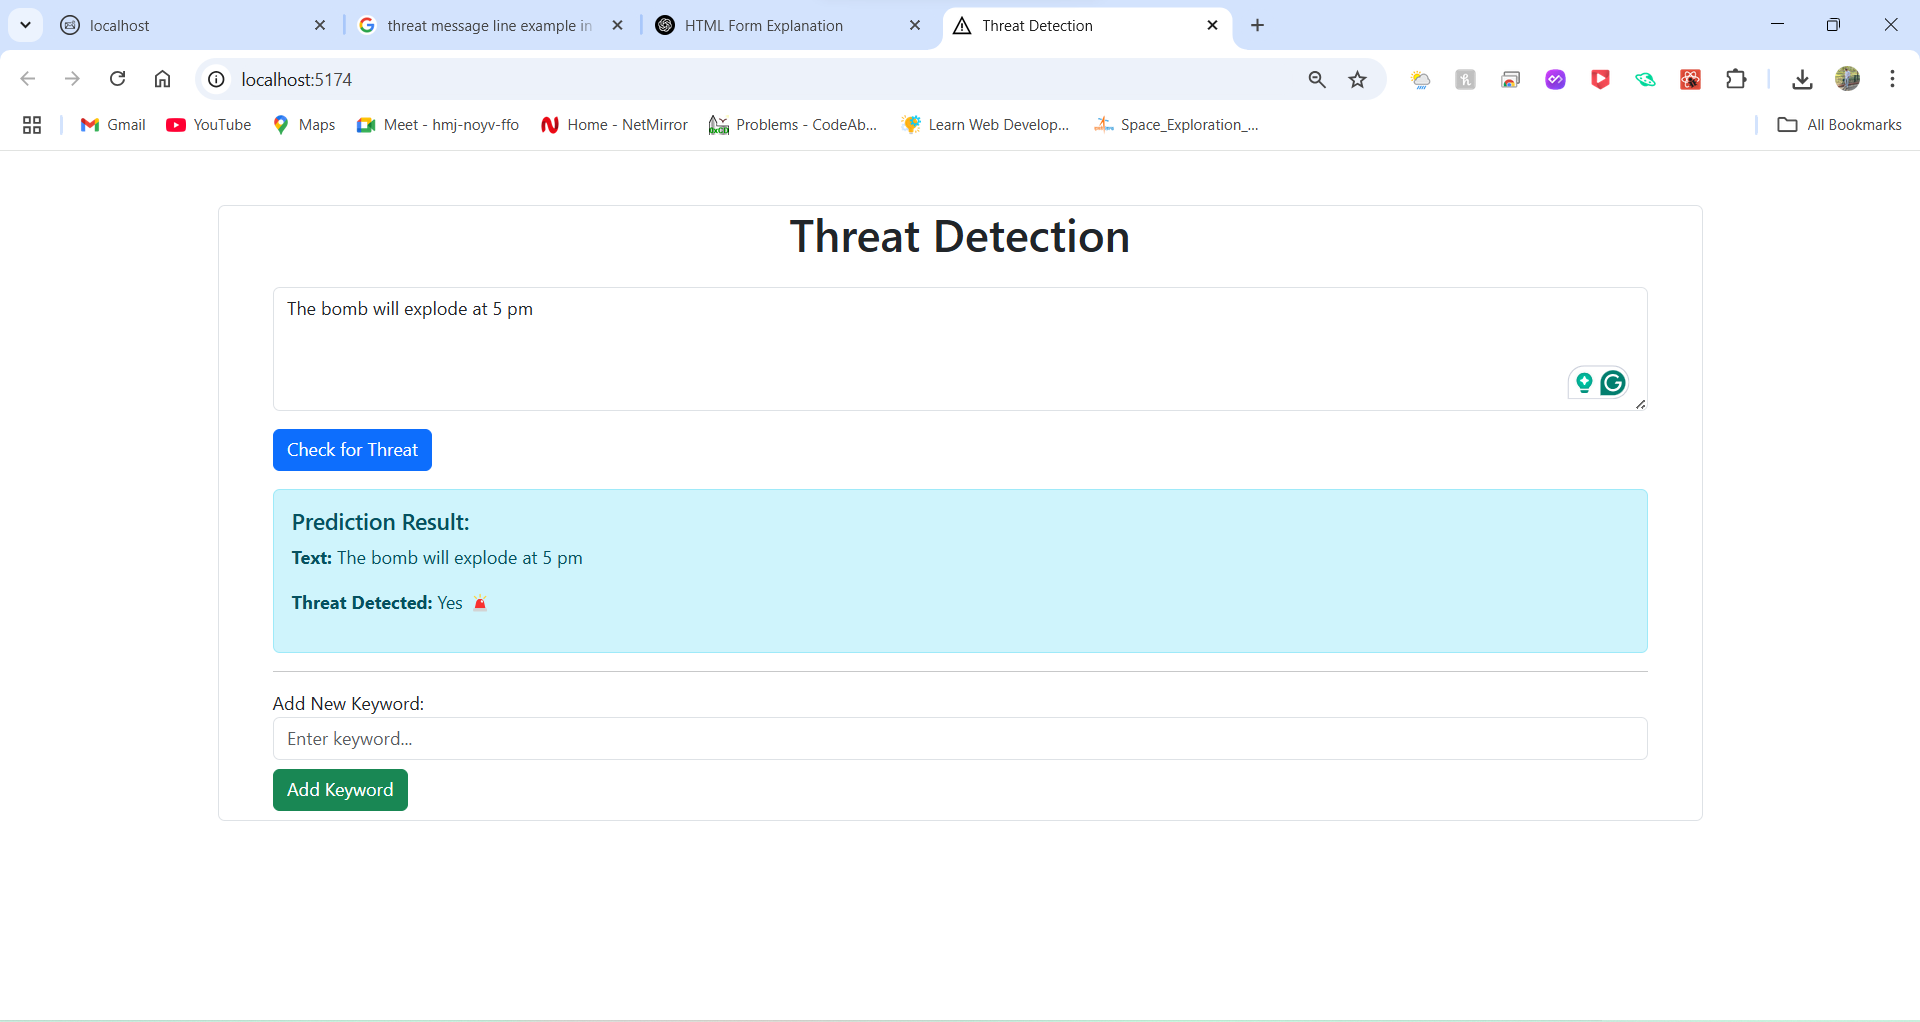 localhost
threat message line example in
HTML Form Explanation
Threat Detection
localhost:5174
Gmail
YouTube
Maps
Meet - hmj-noyv-ffo
Home - NetMirror
Problems - CodeAb...
Learn Web Develop...
Space_Exploration_...
All Bookmarks
Threat Detection
The bomb will explode at 5 pm
Check for Threat
Prediction Result:
Text: The bomb will explode at 5 pm
Threat Detected: Yes 🚨
Add New Keyword:
Enter keyword...
Add Keyword